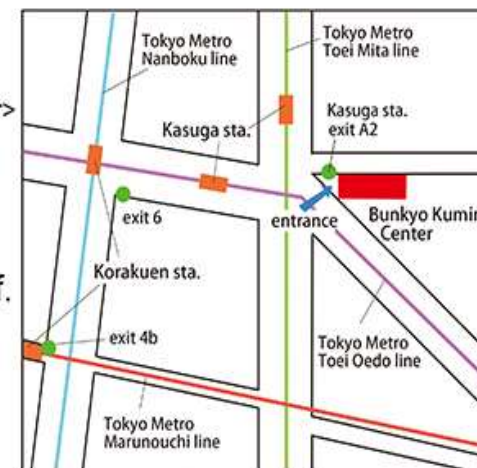 Tokyo Metro
Nanboku line
Tokyo Metro
Toei Mita line
Kasuga sta.
Kasuga sta.
exit A2
exit 6
entrance
Bunkyo Kumin
Center
Korakuen sta.
exit 4b
Tokyo Metro
Toei Oedo line
Tokyo Metro
Marunouchi line